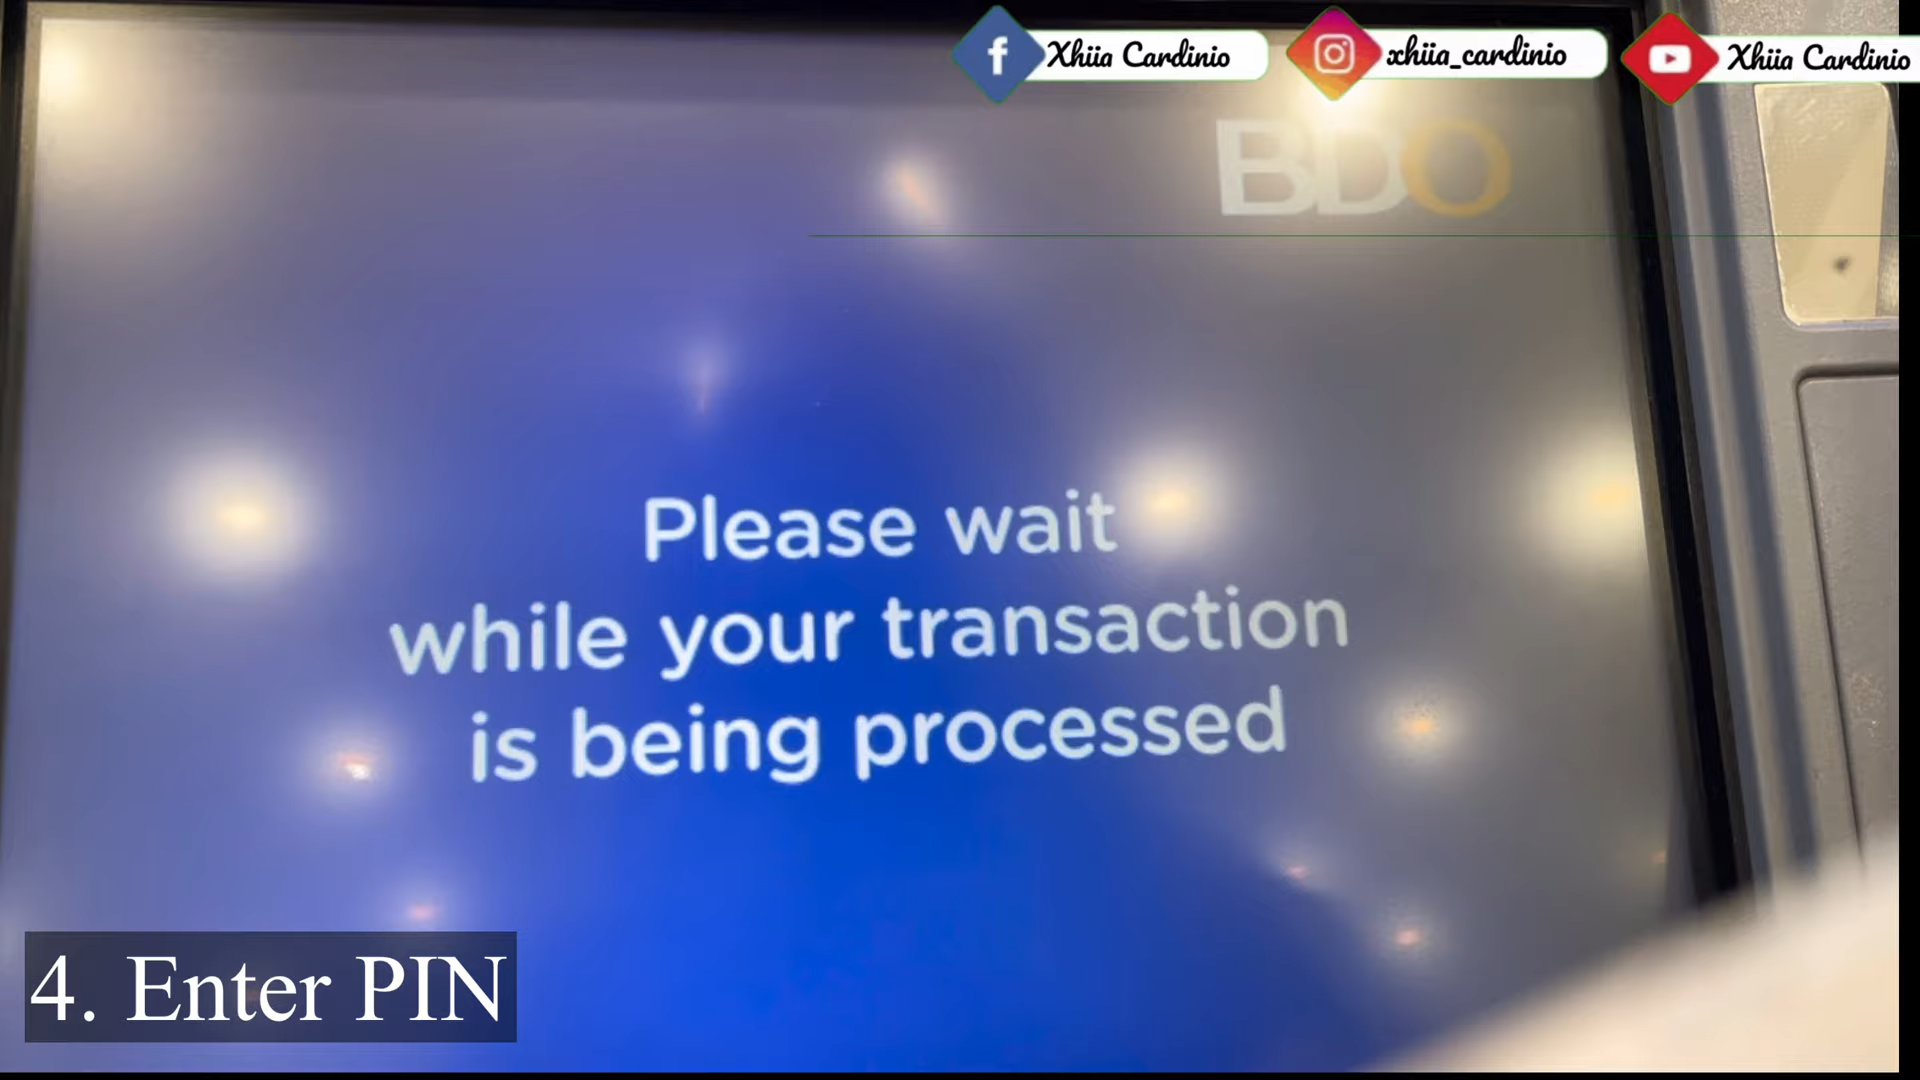 Xhiia Cardinio
xhiia_cardinio
Xhiia Cardinio
BDO
Please wait
while your transaction
is being processed
4. Enter PIN